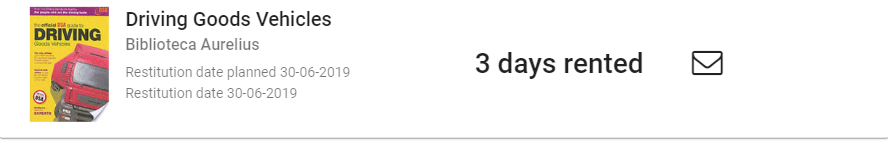 the official DSA guide to
DRIVING
Goods Vehicles
Driving Goods Vehicles
Biblioteca Aurelius
Restitution date planned 30-06-2019
Restitution date 30-06-2019
3 days rented